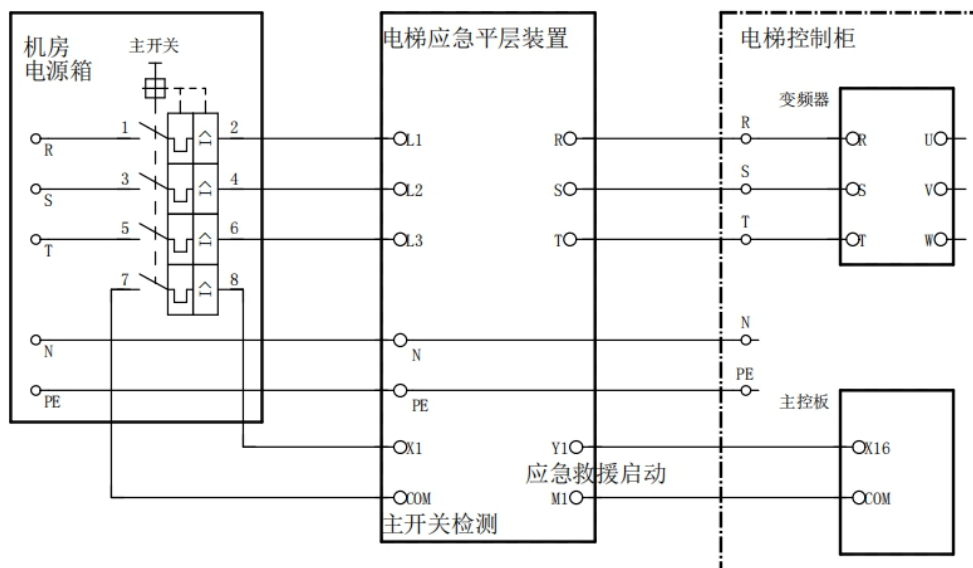 机房
电源箱
主开关
电梯应急平层装置
电梯控制柜
变频器
1 2 L1 R R R U
R
3 4 L2 S S S V
S
5 6 L3 T T T W
T
7 8
I> I> I> I>
N N N
PE PE PE
主控板
X1 Y1 X16
应急救援启动
COM M1 COM
主开关检测